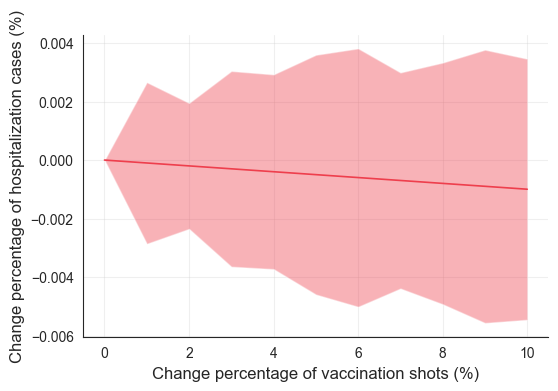 Change percentage of hospitalization cases (%)
0.004
0.002
0.000
−0.002
−0.004
−0.006
0 2 4 6 8 10
Change percentage of vaccination shots (%)